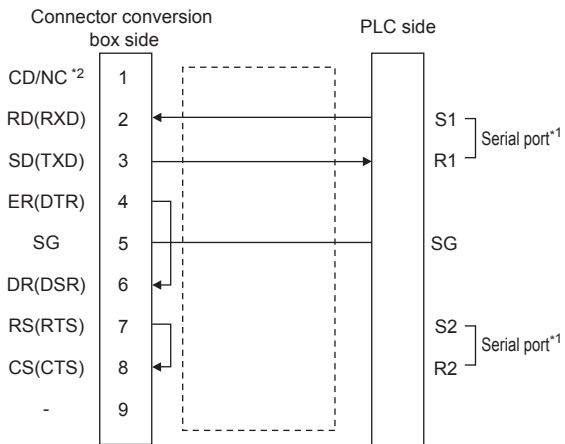 Connector conversion
box side
PLC side
CD/NC *2 1
RD(RXD) 2 S1
Serial port*1
SD(TXD) 3 R1
ER(DTR) 4
SG 5 SG
DR(DSR) 6
RS(RTS) 7 S2
Serial port*1
CS(CTS) 8 R2
- 9